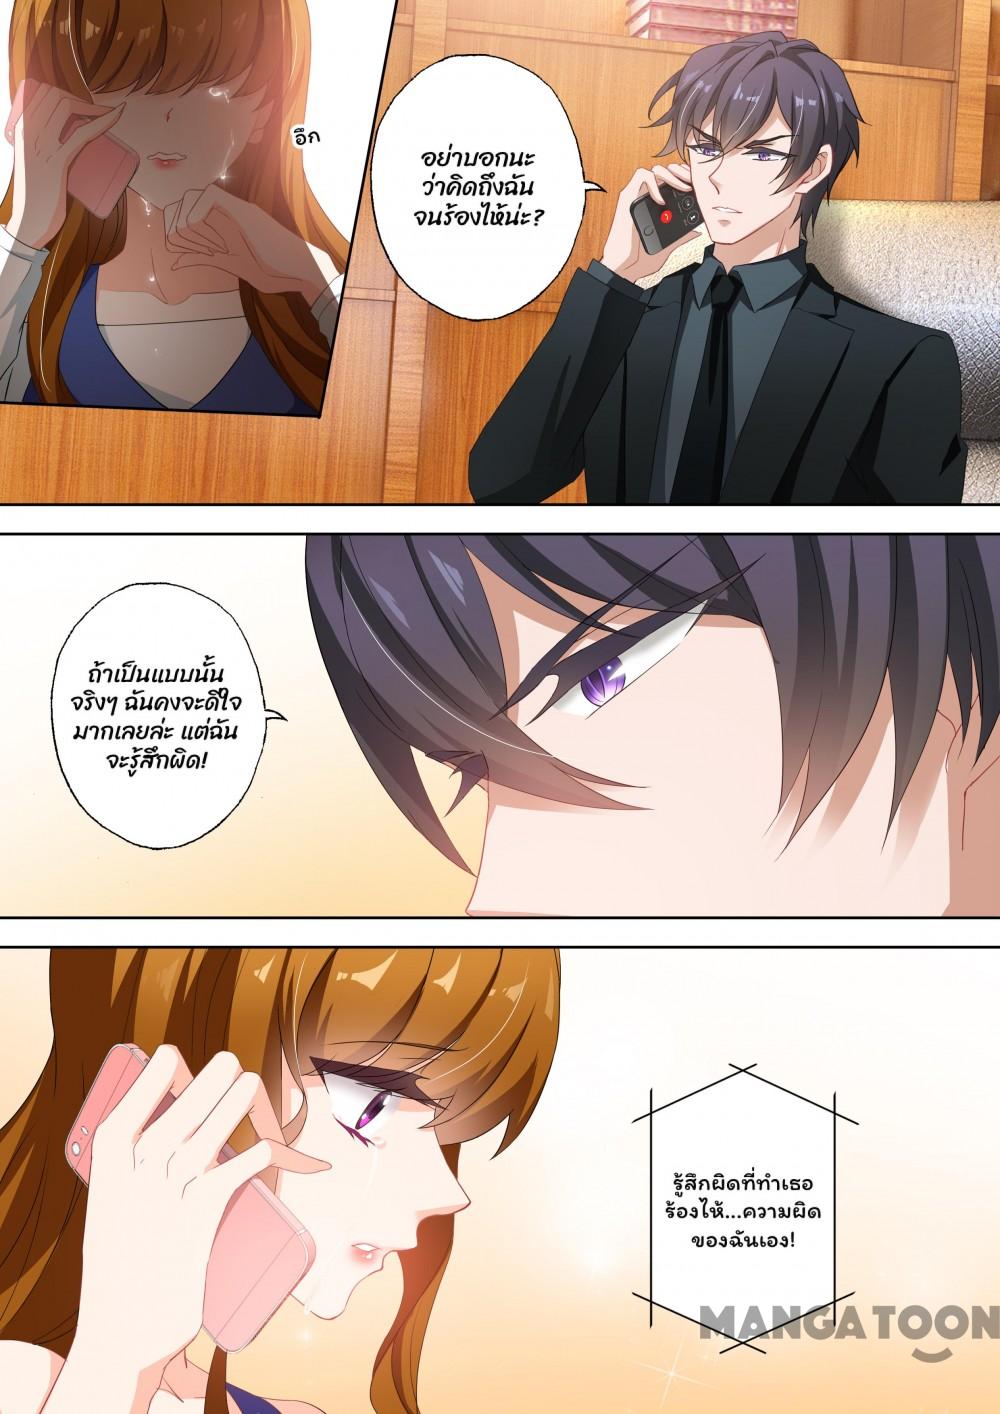 อึก
อย่าบอกนะ
ว่าคิดถึงฉัน
จนร้องไห้น่ะ?
ถ้าเป็นแบบนั้น
จริงๆ ฉันคงจะดีใจ
มากเลยล่ะ แต่ฉัน
จะรู้สึกผิด!
รู้สึกผิดที่ทำเธอ
ร้องไห้...ความผิด
ของฉันเอง!
MANGATOON